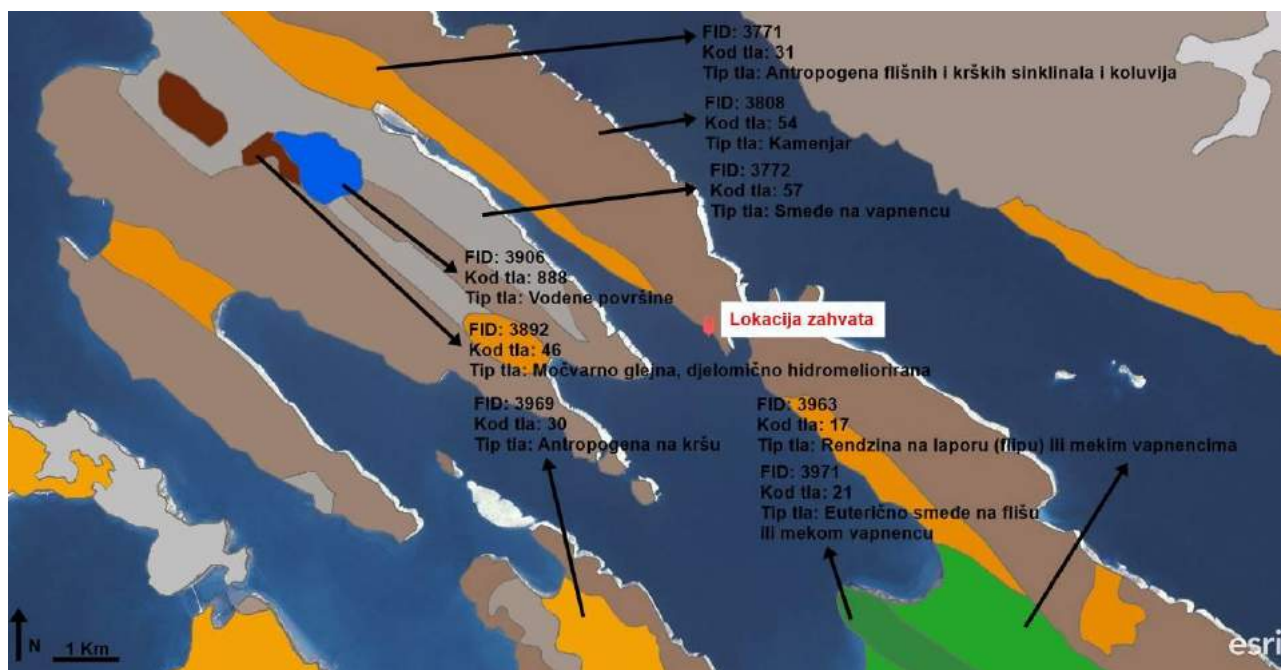 FID: 3771
Kod tla: 31
Tip tla: Antropogena flišnih i krških sinklinala i koluvija
FID: 3808
Kod tla: 54
Tip tla: Kamenjar
FID: 3772
Kod tla: 57
Tip tla: Smeđe na vapnencu
FID: 3906
Kod tla: 888
Tip tla: Vodene površine
Lokacija zahvata
FID: 3892
Kod tla: 46
Tip tla: Močvarno glejna, djelomično hidromeliorirana
FID: 3969
Kod tla: 30
Tip tla: Antropogena na kršu
FID: 3963
Kod tla: 17
Tip tla: Rendzina na laporu (flipu) ili mekim vapnencima
FID: 3971
Kod tla: 21
Tip tla: Euterično smeđe na flišu
ili mekom vapnencu
N
1 Km
esri